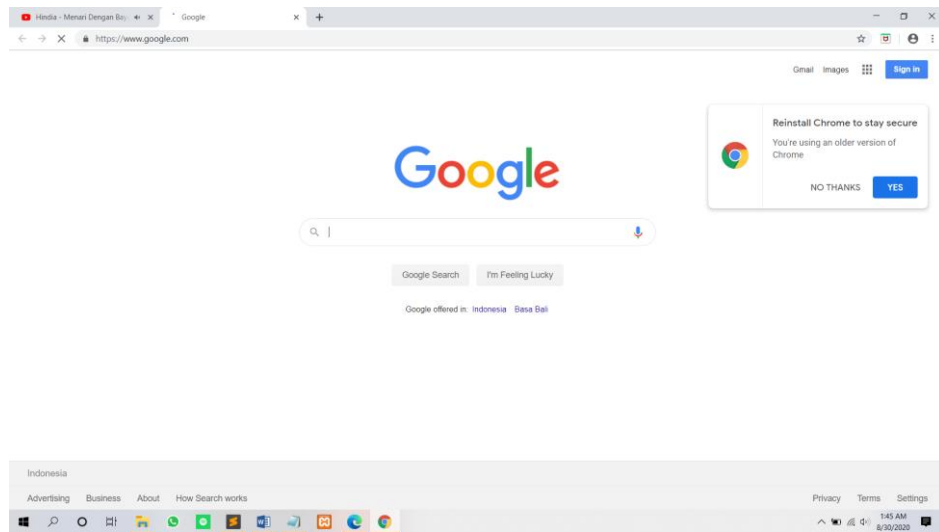 Hindia - Menari Dengan Bay
Google
https://www.google.com
Gmail Images Sign in
Reinstall Chrome to stay secure
You're using an older version of
Chrome
NO THANKS YES
Google
Google Search I'm Feeling Lucky
Google offered in: Indonesia Basa Bali
Indonesia
Advertising Business About How Search works Privacy Terms Settings
1:45 AM
8/30/2020